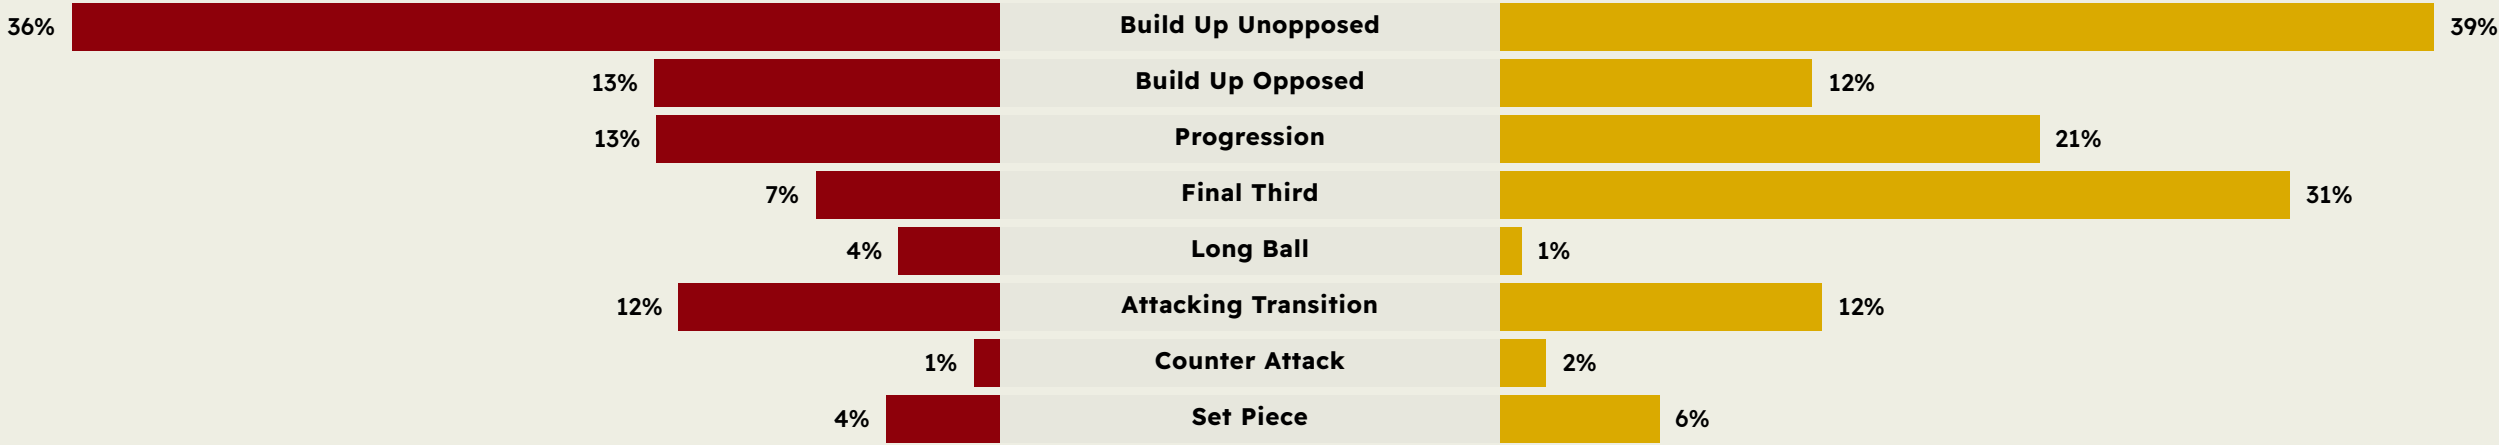 36% Build Up Unopposed 39%
13% Build Up Opposed 12%
13% Progression 21%
7% Final Third 31%
4% Long Ball 1%
12% Attacking Transition 12%
1% Counter Attack 2%
4% Set Piece 6%